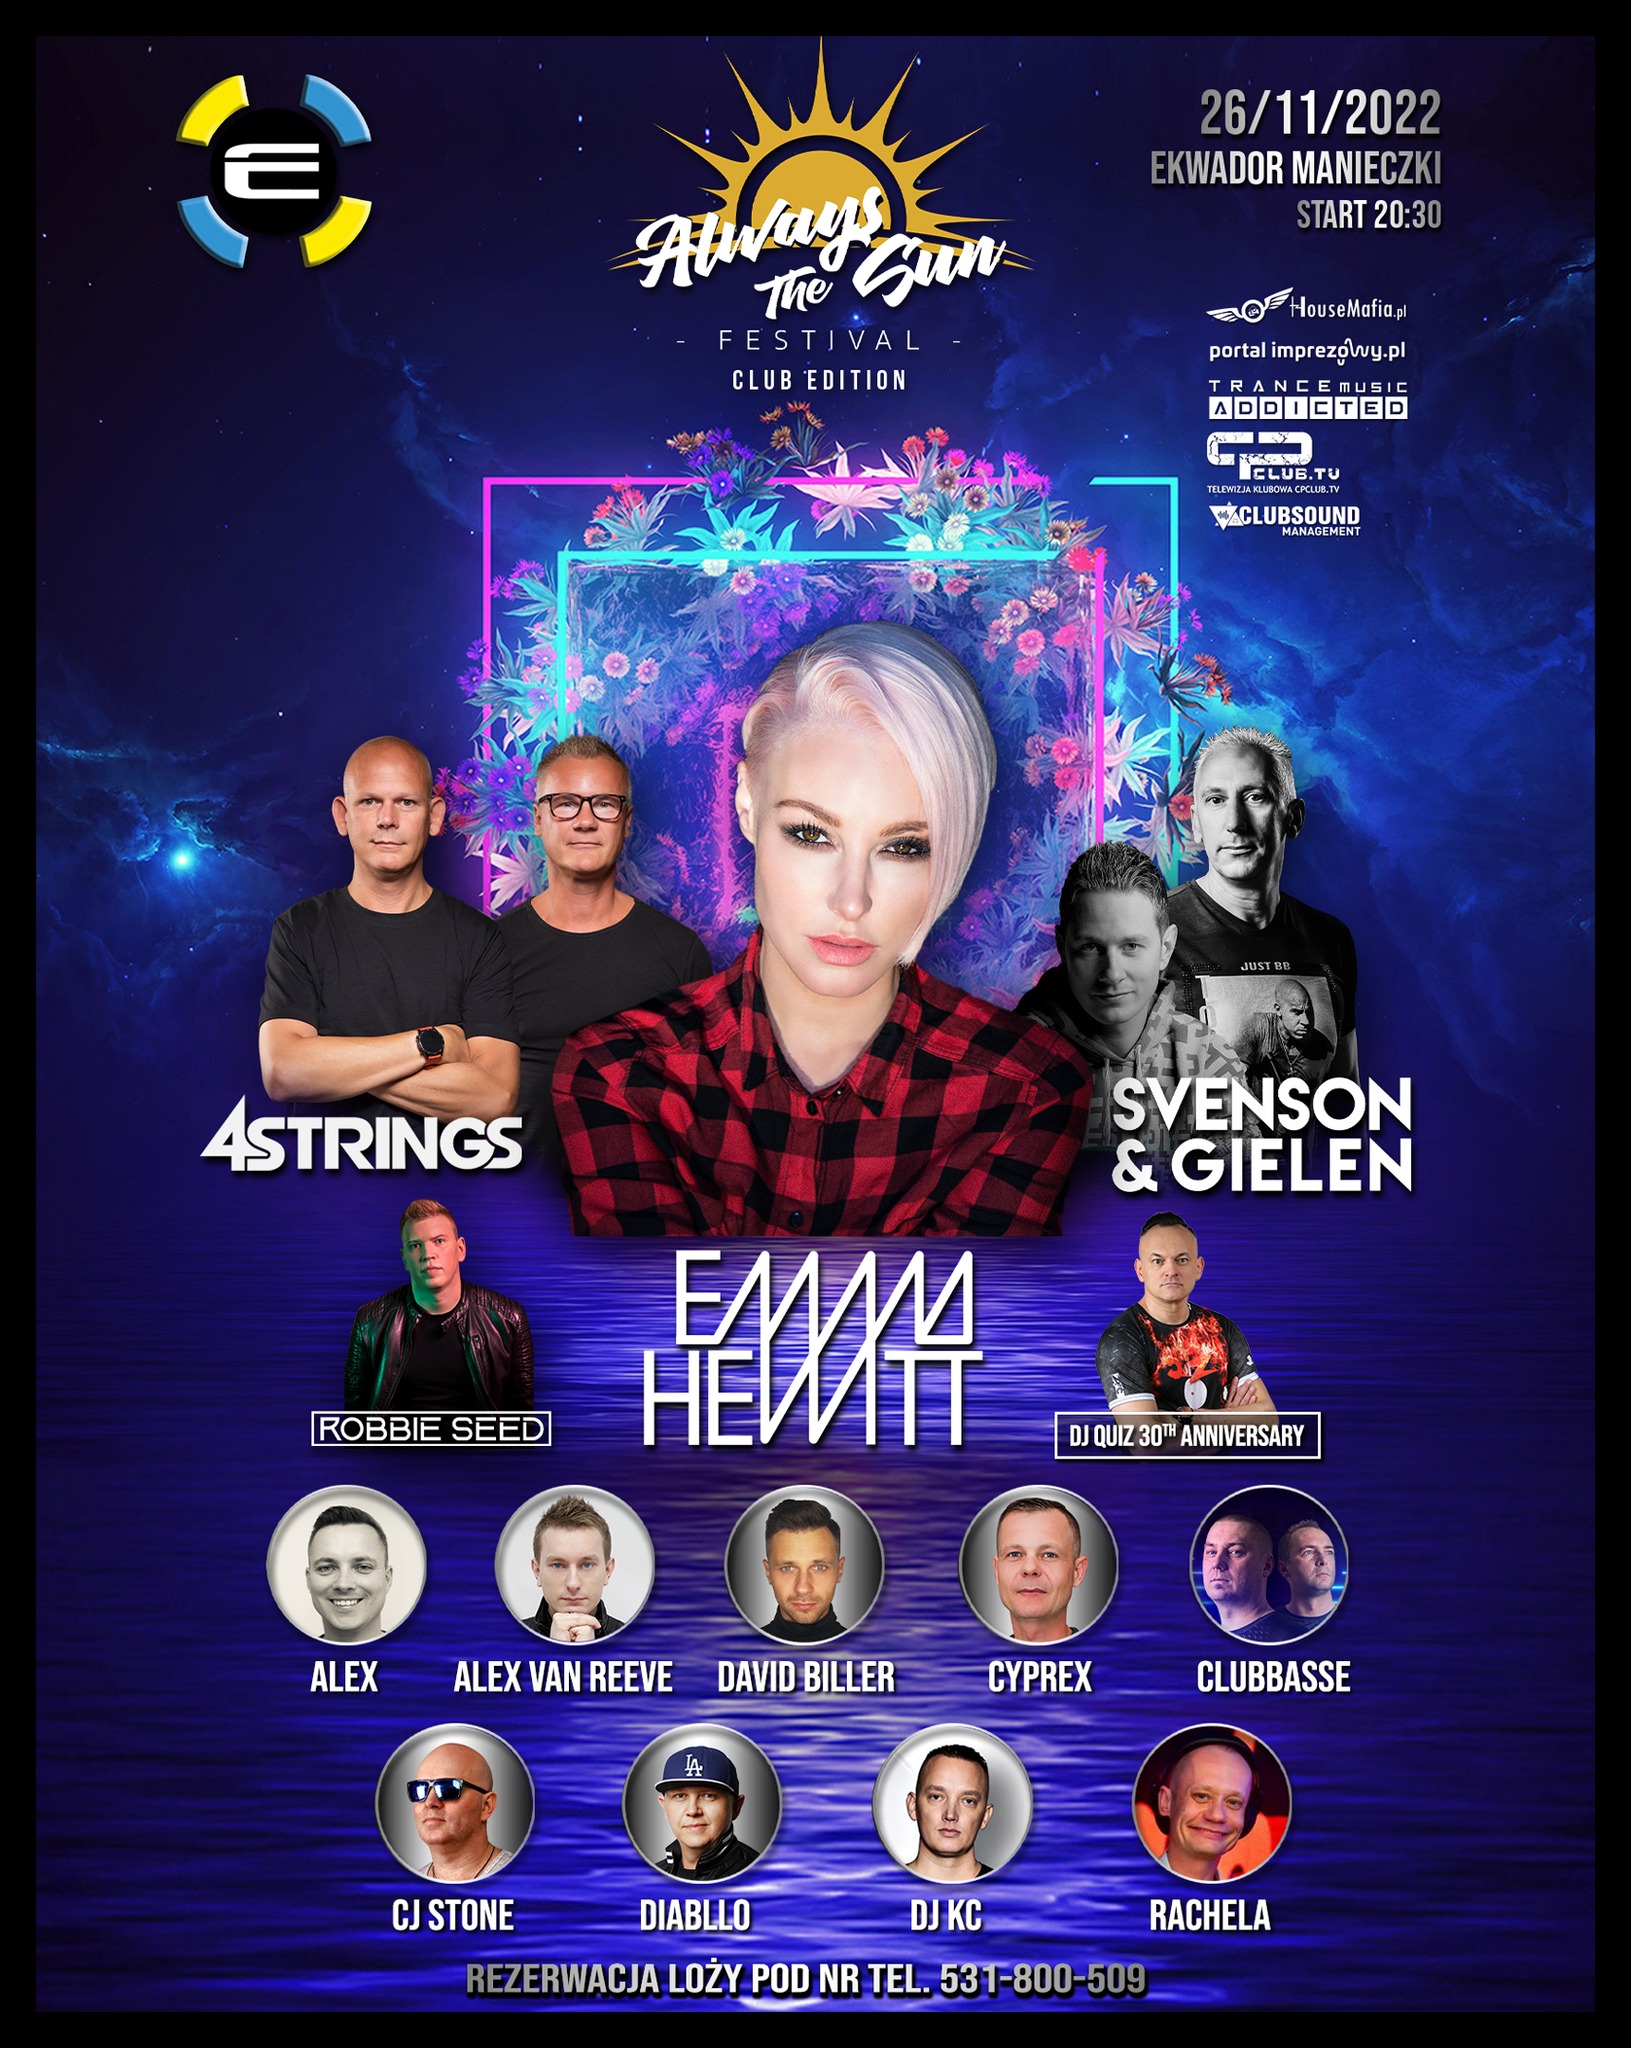 26/11/2022
EKWADOR MANIECZKI
START 20:30
Always
The Sun
- FESTIVAL -
CLUB EDITION
HouseMafia.pl
portal imprezowy.pl
TRANCE MUSIC
ADDICTED
CP
CLUB.TV
TELEWIZJA KLUBOWA CPCLUB.TV
CLUBSOUND
MANAGEMENT
JUST BB
4STRINGS
SVENSON
& GIELEN
EMMA
HEWITT
ROBBIE SEED
DJ QUIZ 30TH ANNIVERSARY
ALEX
ALEX VAN REEVE
DAVID BILLER
CYPREX
CLUBBASSE
LA
CJ STONE
DIABLLO
DJ KC
RACHELA
REZERWACJA LOŻY POD NR TEL. 531-800-509